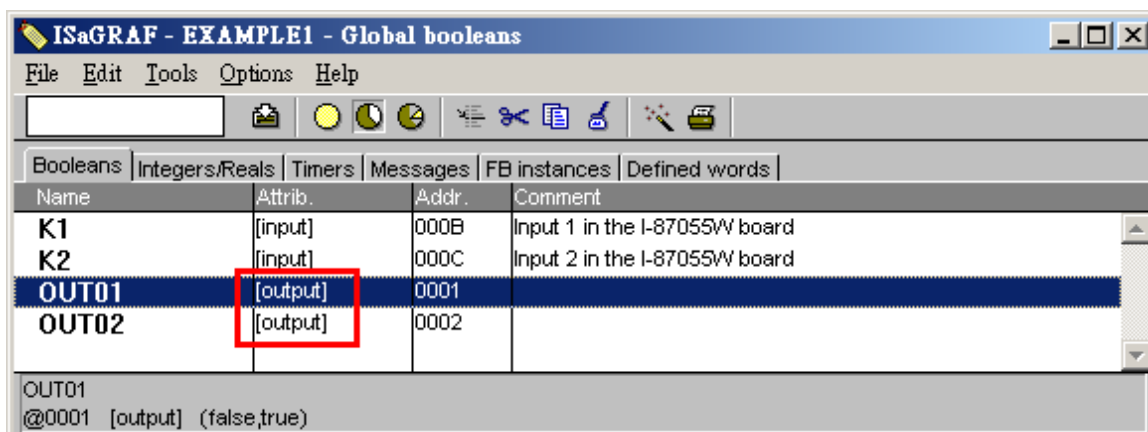 ISaGRAF - EXAMPLE1 - Global booleans
File Edit Tools Options Help
Booleans Integers/Reals Timers Messages FB instances Defined words
Name Attrib. Addr. Comment
K1 [input] 000B Input 1 in the I-87055W board
K2 [input] 000C Input 2 in the I-87055W board
OUT01 [output] 0001
OUT02 [output] 0002
OUT01
@0001 [output] (false,true)